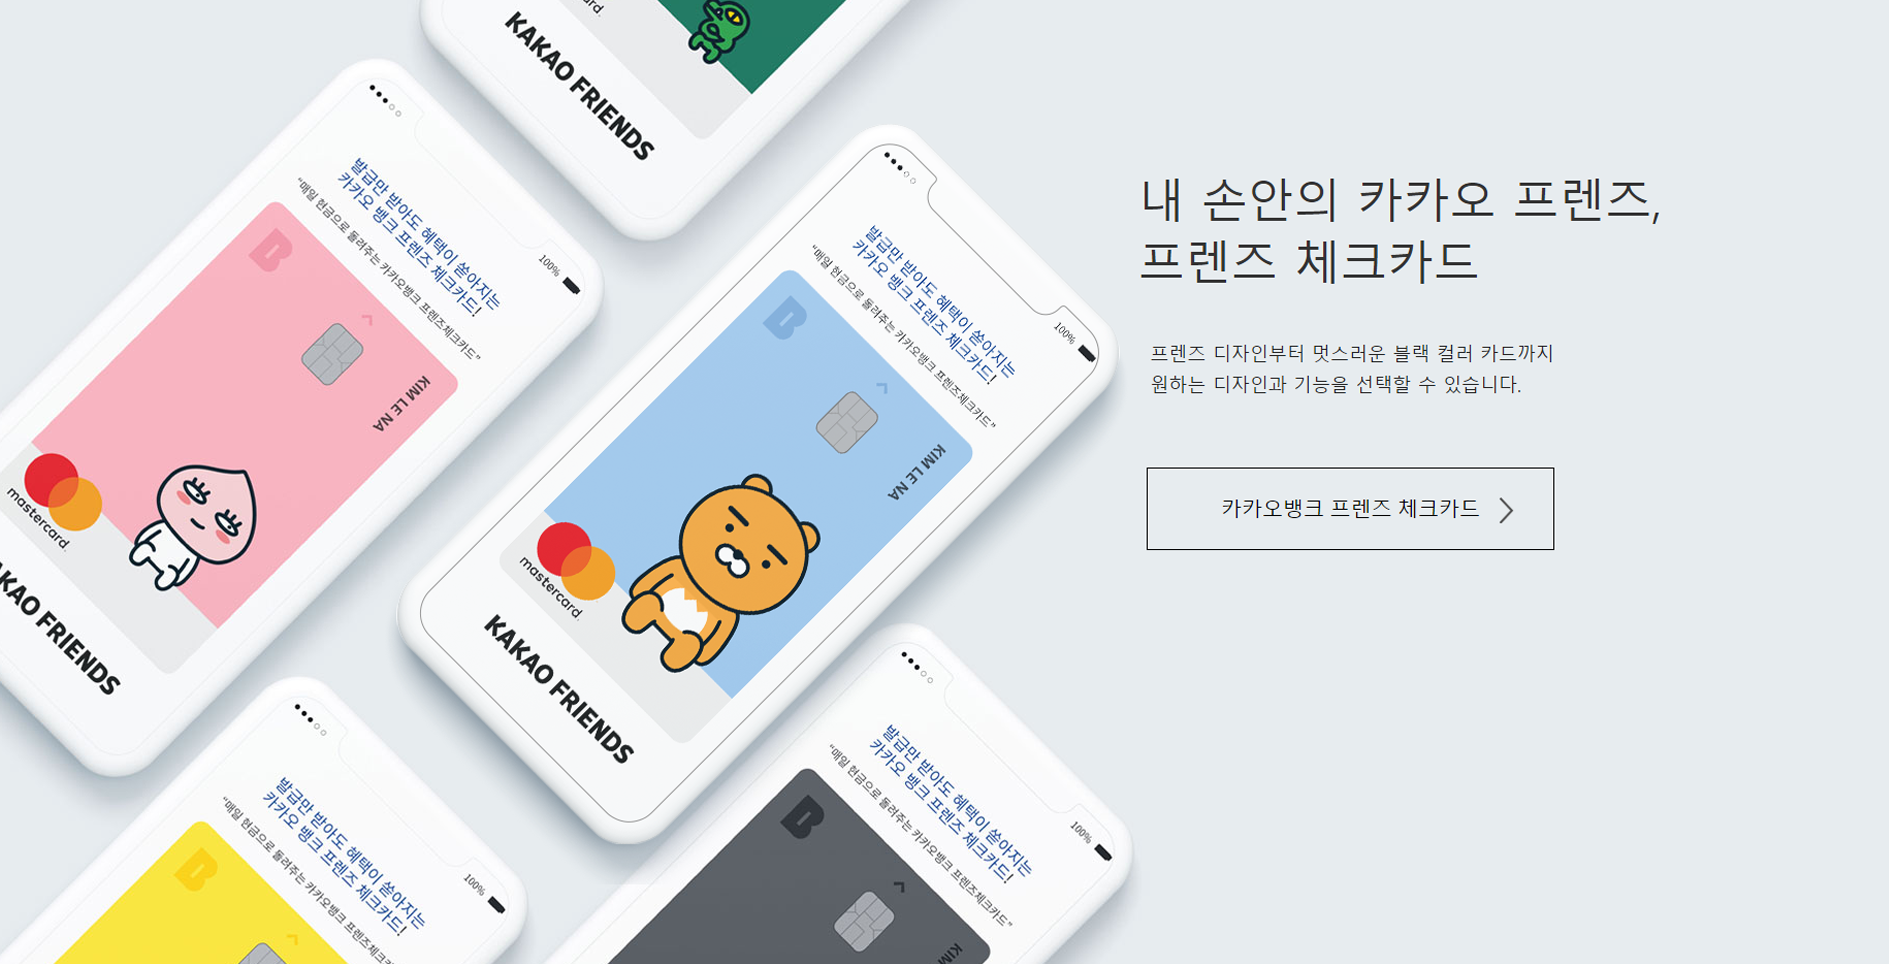 내 손안의 카카오 프렌즈,
프렌즈 체크카드
프렌즈 디자인부터 멋스러운 블랙 컬러 카드까지
원하는 디자인과 기능을 선택할 수 있습니다.
카카오뱅크 프렌즈 체크카드
KAKAO FRIENDS
100%
발급만 받아도 혜택이 쏟아지는
카카오 뱅크 프렌즈 체크카드!
"매일 현금으로 돌려주는 카카오뱅크 프렌즈체크카드"
KIM LE NA
mastercard.
KAKAO FRIENDS
100%
발급만 받아도 혜택이 쏟아지는
카카오 뱅크 프렌즈 체크카드!
"매일 현금으로 돌려주는 카카오뱅크 프렌즈체크카드"
KIM LE NA
mastercard.
KAKAO FRIENDS
100%
발급만 받아도 혜택이 쏟아지는
카카오 뱅크 프렌즈 체크카드!
"매일 현금으로 돌려주는 카카오뱅크 프렌즈체크카드"
100%
발급만 받아도 혜택이 쏟아지는
카카오 뱅크 프렌즈 체크카드!
"매일 현금으로 돌려주는 카카오뱅크 프렌즈체크카드"
KIM